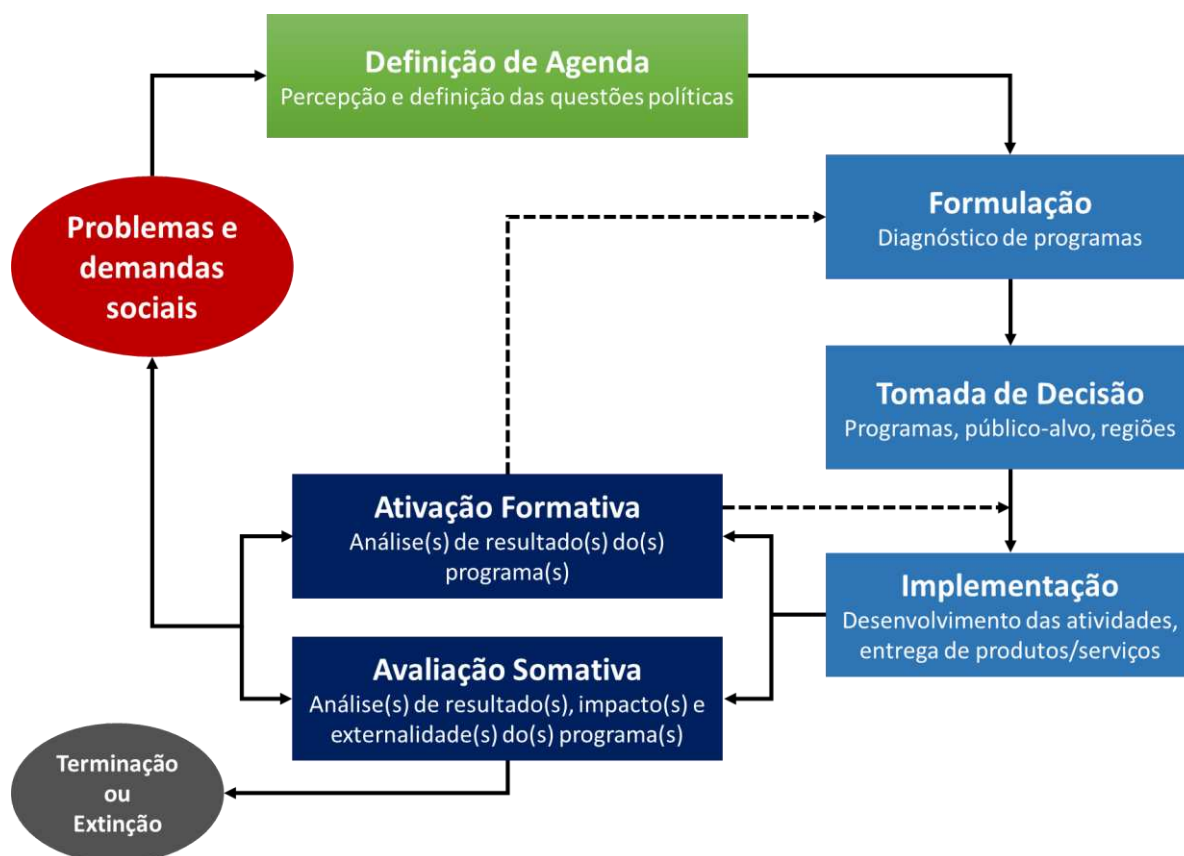 Definição de Agenda
Percepção e definição das questões políticas
Problemas e
demandas
sociais
Formulação
Diagnóstico de programas
Tomada de Decisão
Programas, público-alvo, regiões
Ativação Formativa
Análise(s) de resultado(s) do(s)
programa(s)
Implementação
Desenvolvimento das atividades,
entrega de produtos/serviços
Avaliação Somativa
Análise(s) de resultado(s), impacto(s) e
externalidade(s) do(s) programa(s)
Terminação
ou
Extinção